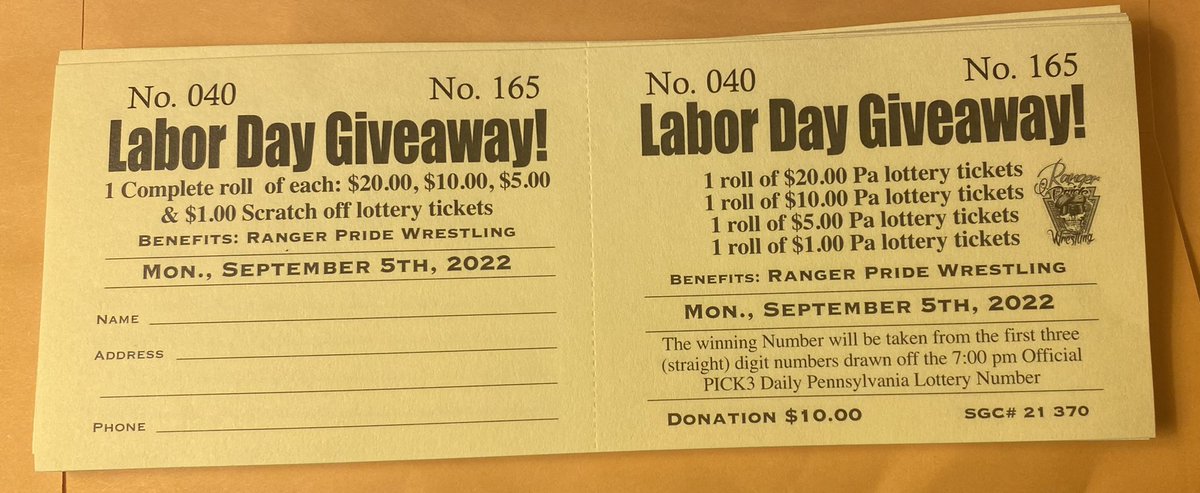 No. 040 No. 165
Labor Day Giveaway!
1 Complete roll of each: $20.00, $10.00, $5.00
& $1.00 Scratch off lottery tickets
BENEFITS: RANGER PRIDE WRESTLING
MON., SEPTEMBER 5TH, 2022
NAME
ADDRESS
PHONE
No. 040 No. 165
Labor Day Giveaway!
1 roll of $20.00 Pa lottery tickets
1 roll of $10.00 Pa lottery tickets
1 roll of $5.00 Pa lottery tickets
1 roll of $1.00 Pa lottery tickets
Ranger
Pride
Wrestling
BENEFITS: RANGER PRIDE WRESTLING
MON., SEPTEMBER 5TH, 2022
The winning Number will be taken from the first three
(straight) digit numbers drawn off the 7:00 pm Official
PICK3 Daily Pennsylvania Lottery Number
DONATION $10.00 SGC# 21 370